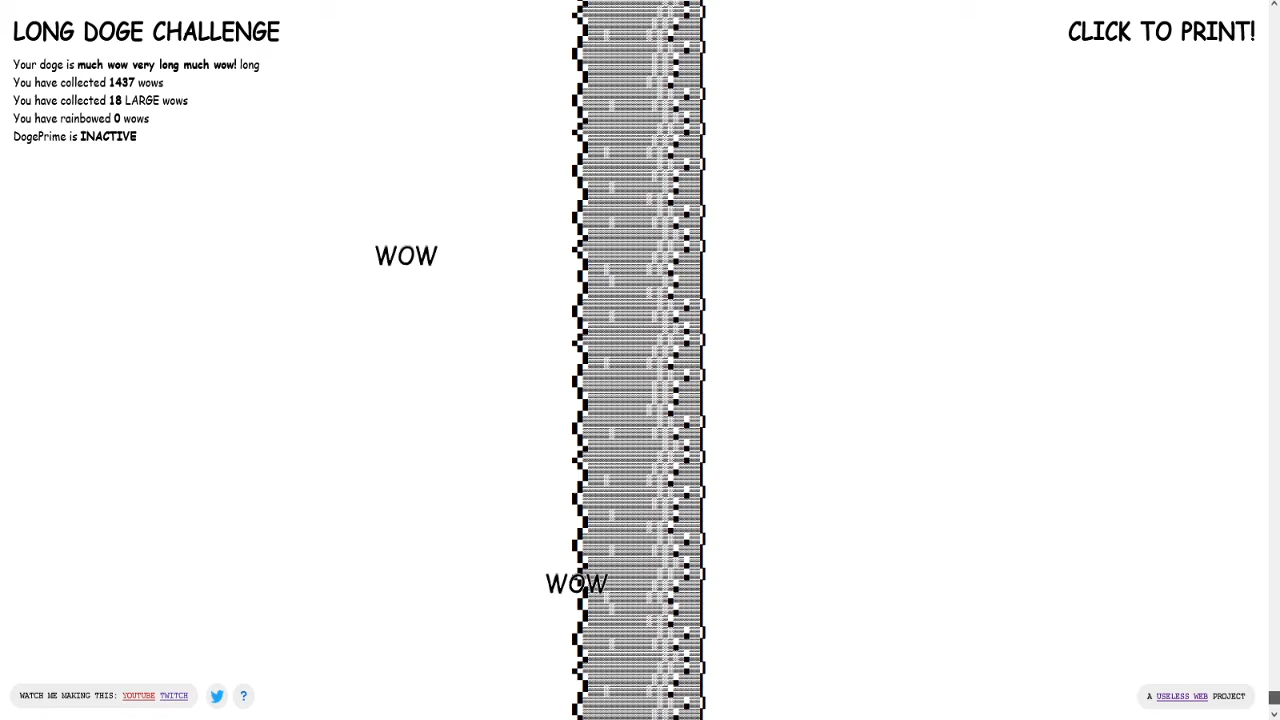 LONG DOGE CHALLENGE
CLICK TO PRINT!
Your doge is much wow very long much wow! long
You have collected 1437 wows
You have collected 18 LARGE wows
You have rainbowed 0 wows
DogePrime is INACTIVE
WOW
WOW
WATCH ME MAKING THIS: YOUTUBE TWITCH
?
A USELESS WEB PROJECT